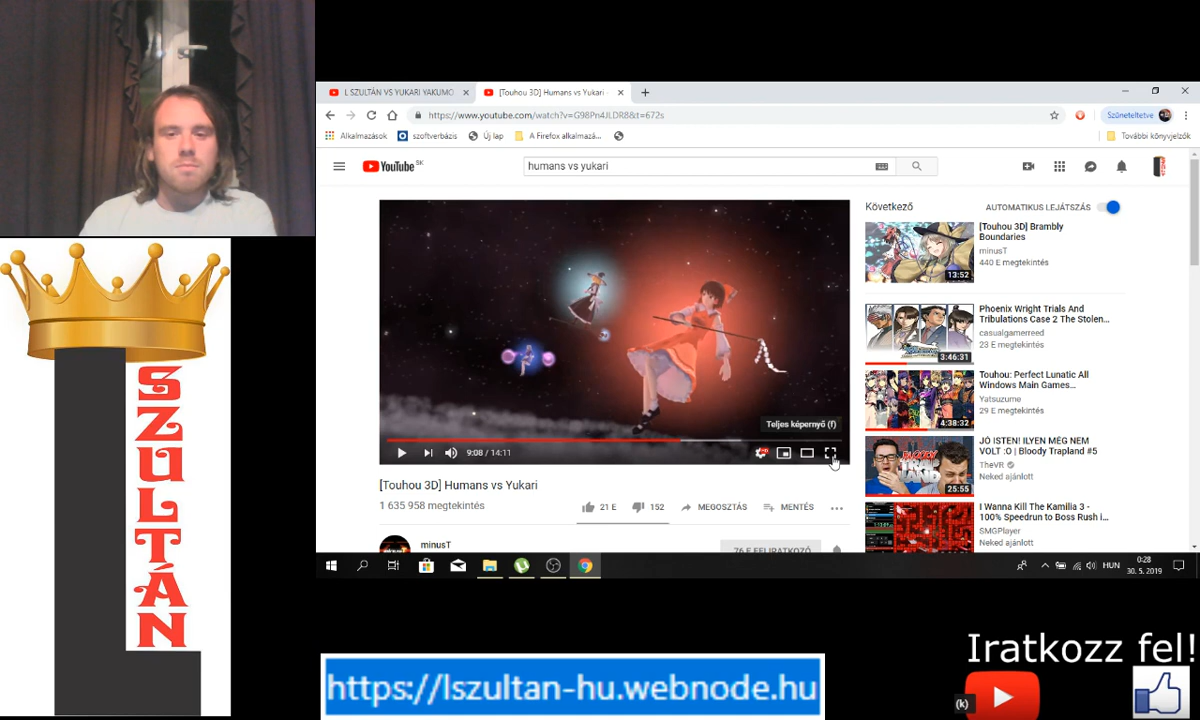 L SZULTÁN VS YUKARI YAKUMO
[Touhou 3D] Humans vs Yukari -
https://www.youtube.com/watch?v=G98Pn4JLDR8&t=672s
Szüneteltetve
Alkalmazások
szoftverbázis
Új lap
A Firefox alkalmazá...
További könyvjelzők
YouTube SK
humans vs yukari
Következő
AUTOMATIKUS LEJÁTSZÁS
[Touhou 3D] Brambly
Boundaries
minusT
440 E megtekintés
13:52
Phoenix Wright Trials And
Tribulations Case 2 The Stolen...
casualgamerreed
23 E megtekintés
3:46:31
Touhou: Perfect Lunatic All
Windows Main Games...
Yatsuzume
29 E megtekintés
4:38:32
JÓ ISTEN! ILYEN MÉG NEM
VOLT :O | Bloody Trapland #5
TheVR
Neked ajánlott
BLOODY
TRAP
LAND
25:55
I Wanna Kill The Kamilia 3 -
100% Speedrun to Boss Rush i...
SMGPlayer
Neked ajánlott
Teljes képernyő (f)
9:08 / 14:11
[Touhou 3D] Humans vs Yukari
1 635 958 megtekintés
21 E
152
MEGOSZTÁS
MENTÉS
minusT
76 E FELIRATKOZÓ
HUN
0:28
30. 5. 2019
L SZULTÁN
https://lszultan-hu.webnode.hu
Iratkozz fel!
(k)